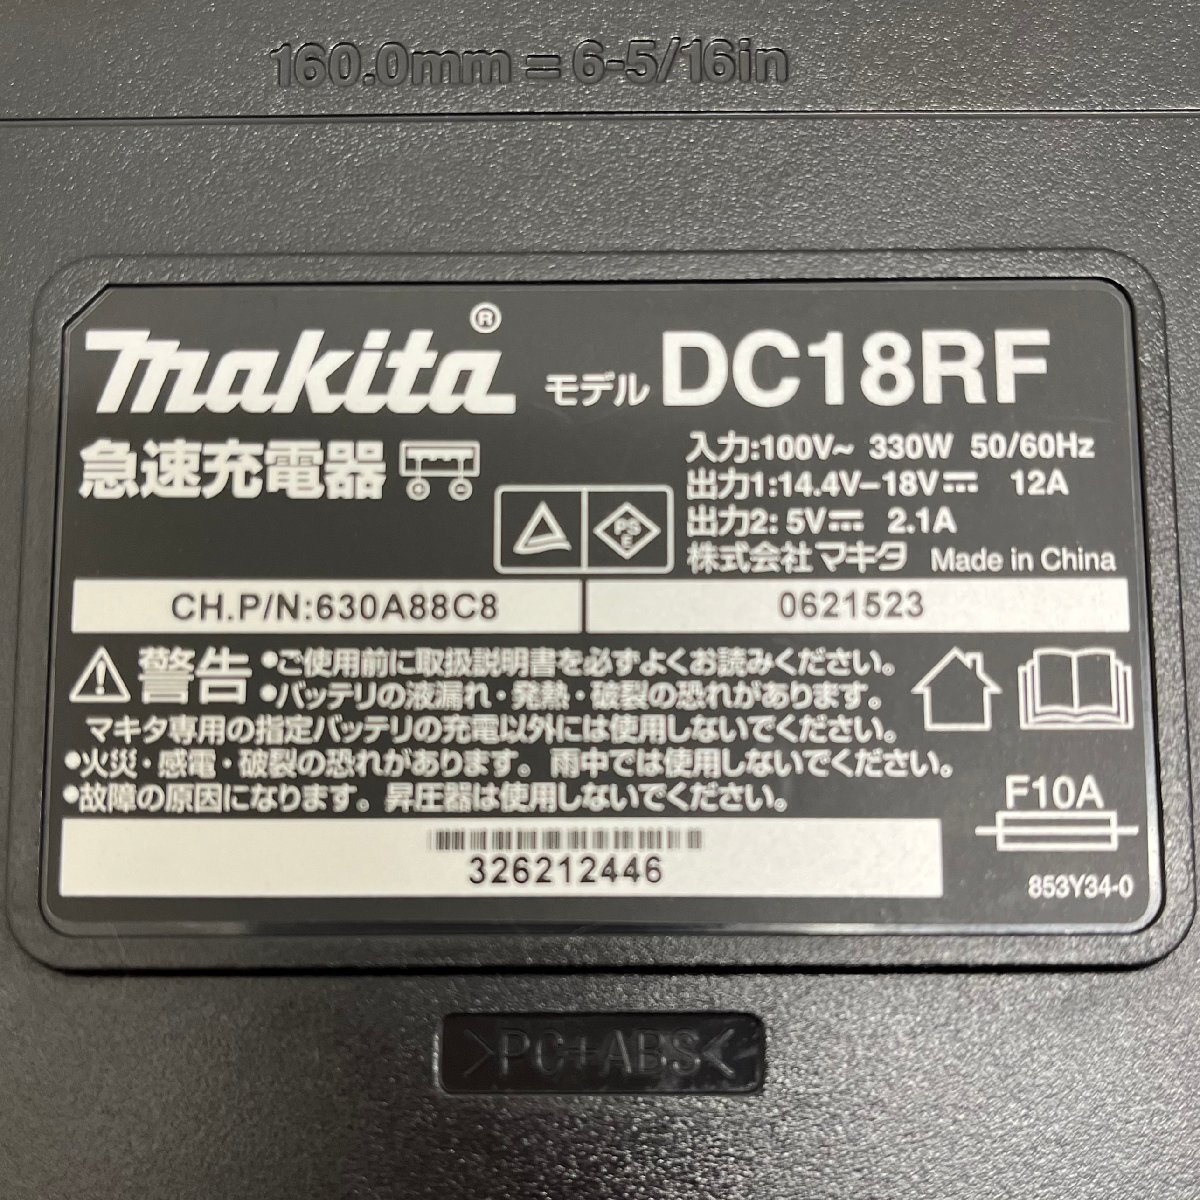 160.0mm = 6-5/16in
makita® モデル DC18RF
急速充電器
入力:100V~ 330W 50/60Hz
出力1:14.4V–18V⎓ 12A
出力2: 5V⎓ 2.1A
PS
E
株式会社マキタ Made in China
CH.P/N:630A88C8
0621523
警告 •ご使用前に取扱説明書を必ずよくお読みください。
•バッテリの液漏れ・発熱・破裂の恐れがあります。
マキタ専用の指定バッテリの充電以外には使用しないでください。
•火災・感電・破裂の恐れがあります。雨中では使用しないでください。
•故障の原因になります。昇圧器は使用しないでください。
F10A
326212446
853Y34-0
>PC+ABS<